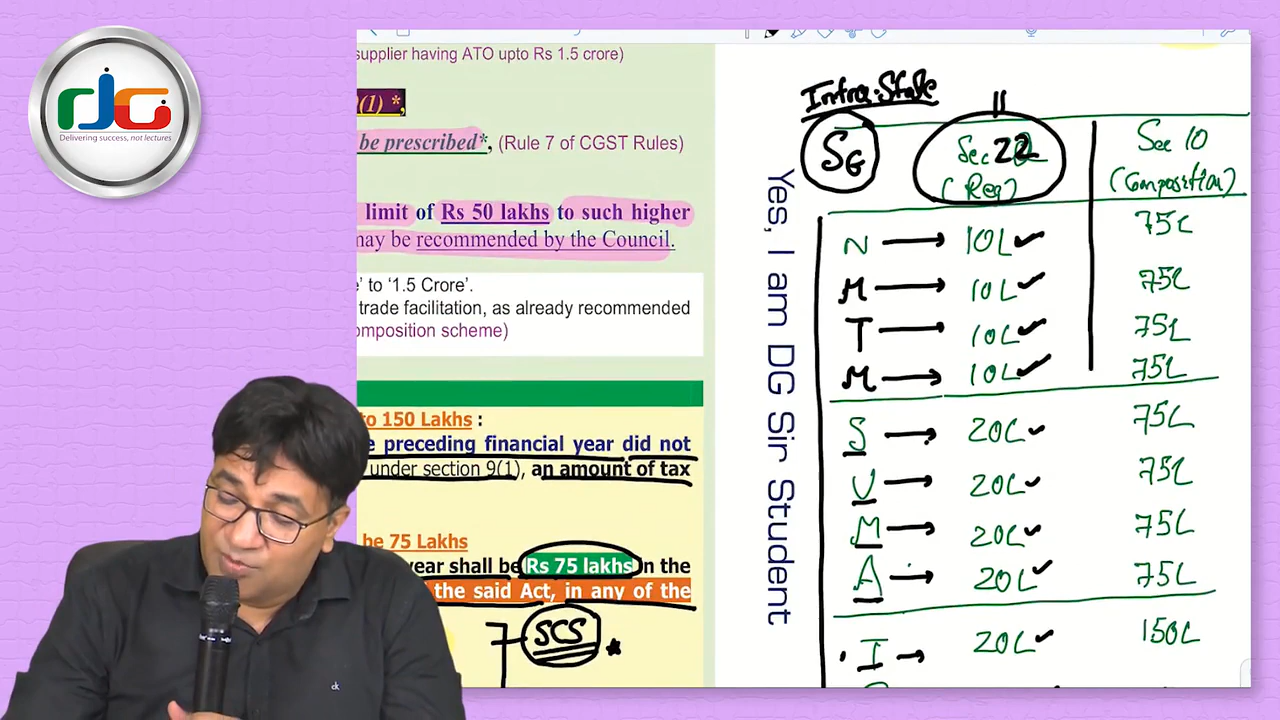 DJG
Delivering success, not lectures
supplier having ATO upto Rs 1.5 crore)
(1) *,
be prescribed*, (Rule 7 of CGST Rules)
limit of Rs 50 lakhs to such higher
may be recommended by the Council.
e' to '1.5 Crore'.
trade facilitation, as already recommended
omposition scheme)
to 150 Lakhs :
e preceding financial year did not
under section 9(1), an amount of tax
be 75 Lakhs
year shall be Rs 75 lakhs in the
the said Act, in any of the
7 SCS *
Yes, I am DG Sir Student
Intra-State
SG Sec 22 Sec 10
(Reg) (Composition)
N → 10L ✓ 75L
M → 10L ✓ 75L
T → 10L ✓ 75L
M → 10L ✓ 75L
S → 20L ✓ 75L
U → 20L ✓ 75L
M → 20L ✓ 75L
A → 20L ✓ 75L
I → 20L ✓ 150L
dk